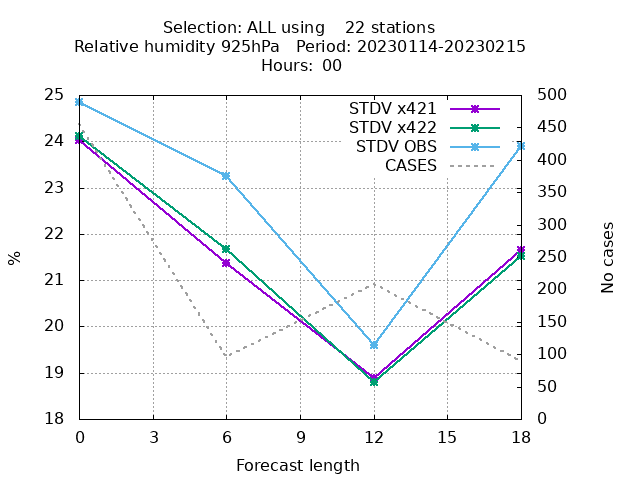 Selection: ALL using    22 stations
Relative humidity 925hPa   Period: 20230114-20230215
Hours: 00
25
24
23
22
21
20
19
18
%
500
450
400
350
300
250
200
150
100
50
0
No cases
STDV x421
STDV x422
STDV OBS
CASES
0 3 6 9 12 15 18
Forecast length